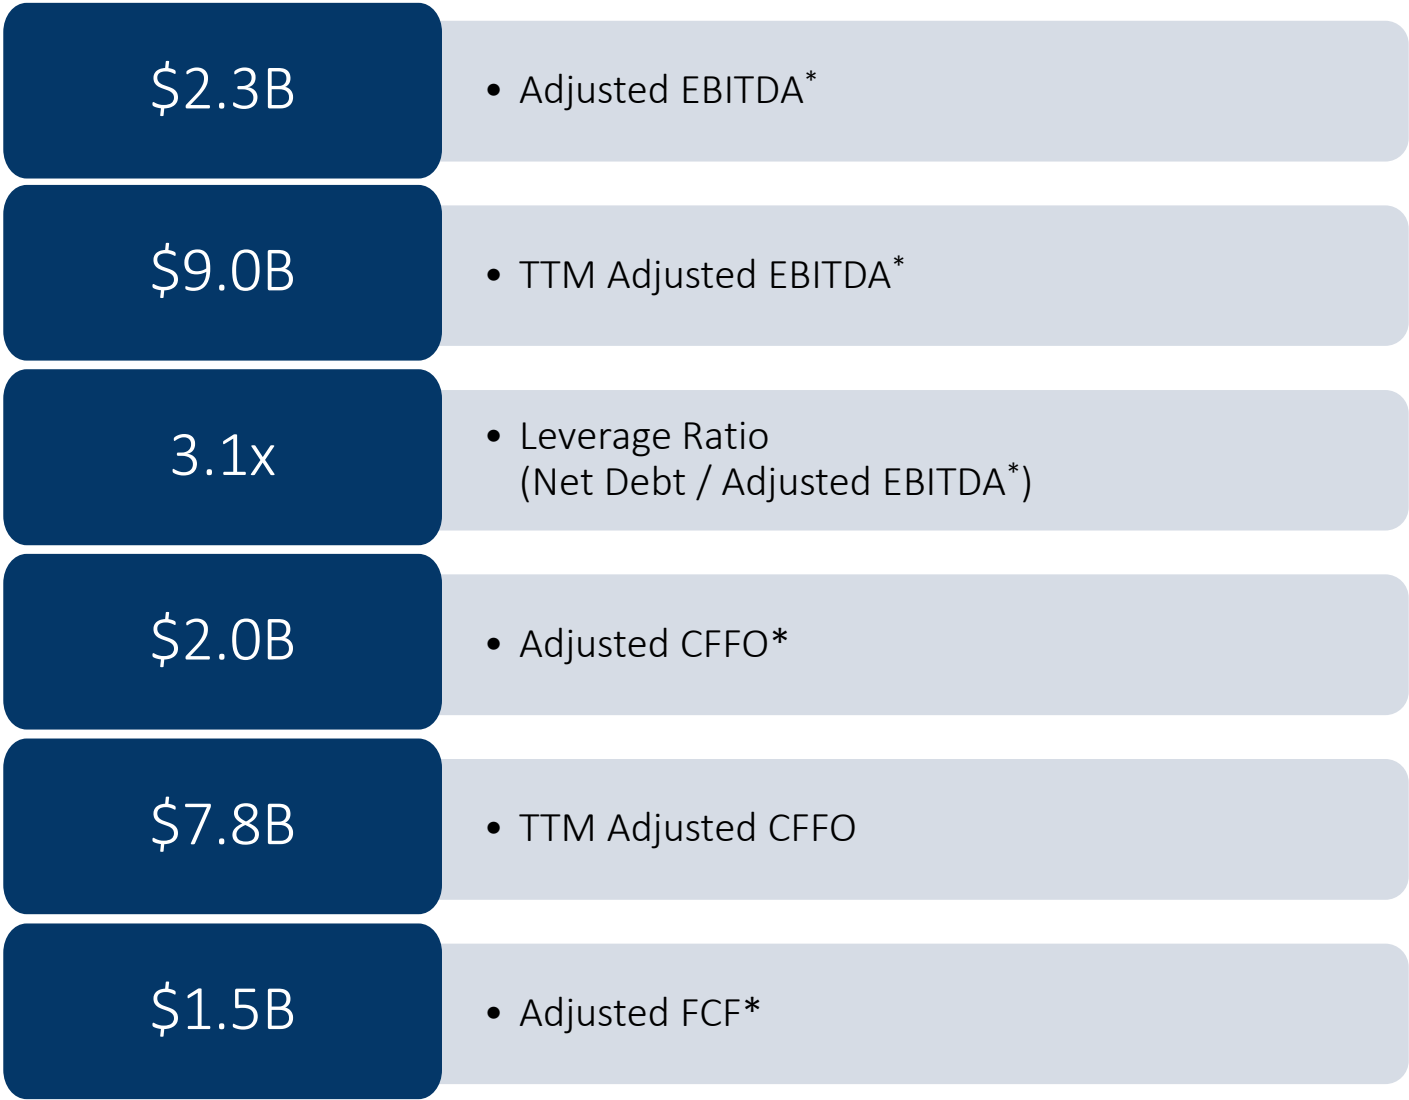 $2.3B
• Adjusted EBITDA*
$9.0B
• TTM Adjusted EBITDA*
3.1x
• Leverage Ratio
(Net Debt / Adjusted EBITDA*)
$2.0B
• Adjusted CFFO*
$7.8B
• TTM Adjusted CFFO
$1.5B
• Adjusted FCF*